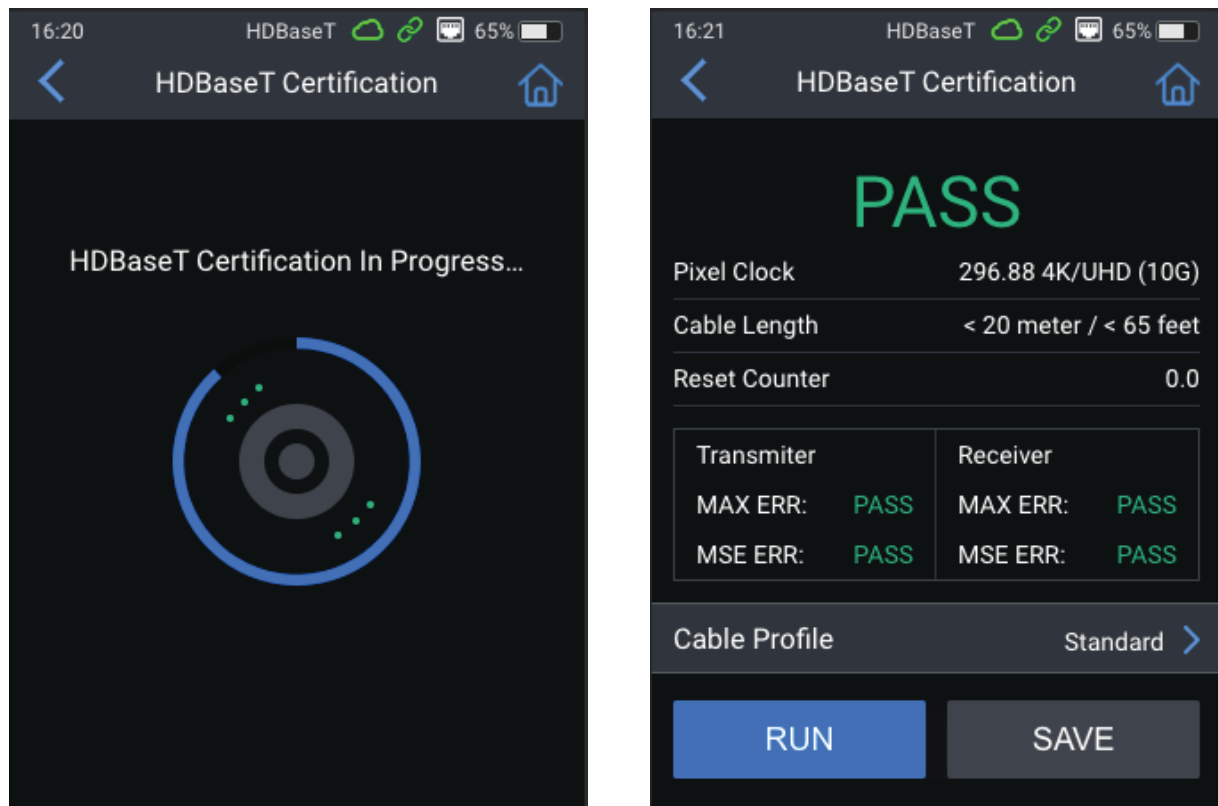 16:20 HDBaseT 65%
HDBaseT Certification
HDBaseT Certification In Progress...
16:21 HDBaseT 65%
HDBaseT Certification
PASS
Pixel Clock 296.88 4K/UHD (10G)
Cable Length < 20 meter / < 65 feet
Reset Counter 0.0
Transmiter Receiver
MAX ERR: PASS MAX ERR: PASS
MSE ERR: PASS MSE ERR: PASS
Cable Profile Standard
RUN SAVE